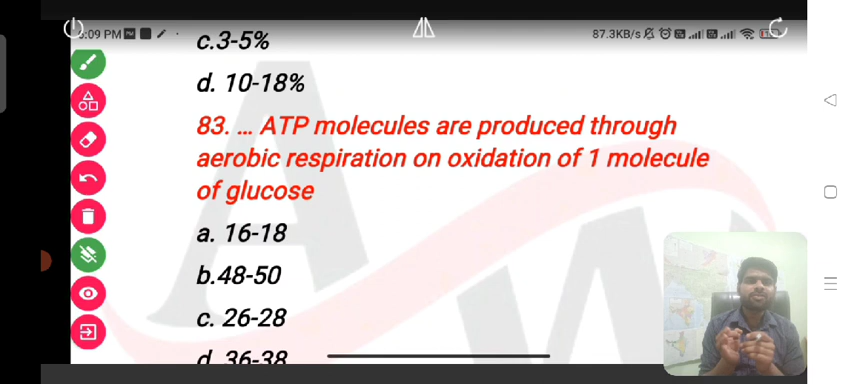 6:09 PM
87.3KB/s
c.3-5%
d. 10-18%
83. ... ATP molecules are produced through
aerobic respiration on oxidation of 1 molecule
of glucose
a. 16-18
b.48-50
c. 26-28
d. 36-38